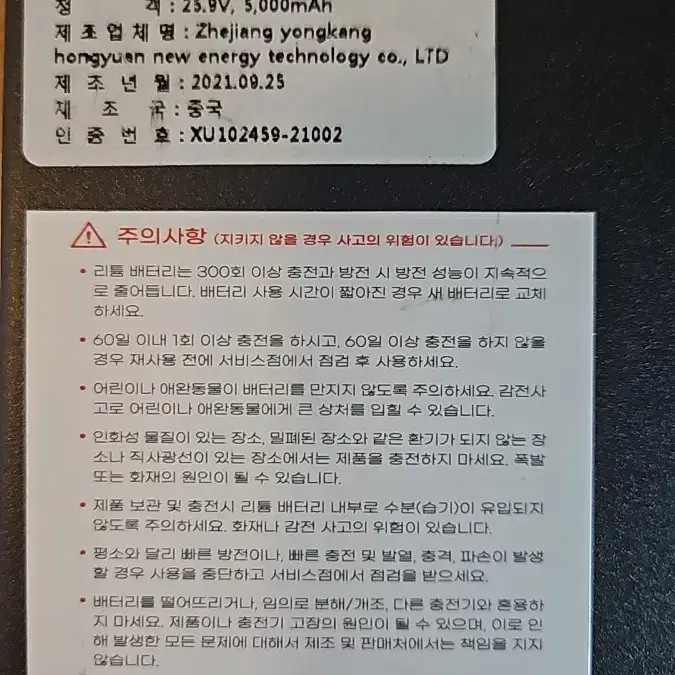 정 격 : 25.9V, 5,000mAh
제 조 업 체 명 : Zhejiang yongkang
hongyuan new energy technology co., LTD
제 조 년 월 : 2021.09.25
제 조 국 : 중국
인 증 번 호 : XU102459-21002
주의사항 (지키지 않을 경우 사고의 위험이 있습니다.)
• 리튬 배터리는 300회 이상 충전과 방전 시 방전 성능이 지속적으
로 줄어듭니다. 배터리 사용 시간이 짧아진 경우 새 배터리로 교체
하세요.
• 60일 이내 1회 이상 충전을 하시고, 60일 이상 충전을 하지 않을
경우 재사용 전에 서비스점에서 점검 후 사용하세요.
• 어린이나 애완동물이 배터리를 만지지 않도록 주의하세요. 감전사
고로 어린이나 애완동물에게 큰 상처를 입힐 수 있습니다.
• 인화성 물질이 있는 장소, 밀폐된 장소와 같은 환기가 되지 않는 장
소나 직사광선이 있는 장소에서는 제품을 충전하지 마세요. 폭발
또는 화재의 원인이 될 수 있습니다.
• 제품 보관 및 충전시 리튬 배터리 내부로 수분(습기)이 유입되지
않도록 주의하세요. 화재나 감전 사고의 위험이 있습니다.
• 평소와 달리 빠른 방전이나, 빠른 충전 및 발열, 충격, 파손이 발생
할 경우 사용을 중단하고 서비스점에서 점검을 받으세요.
• 배터리를 떨어뜨리거나, 임의로 분해/개조, 다른 충전기와 혼용하
지 마세요. 제품이나 충전기 고장의 원인이 될 수 있으며, 이로 인
해 발생한 모든 문제에 대해서 제조 및 판매처에서는 책임을 지지
않습니다.